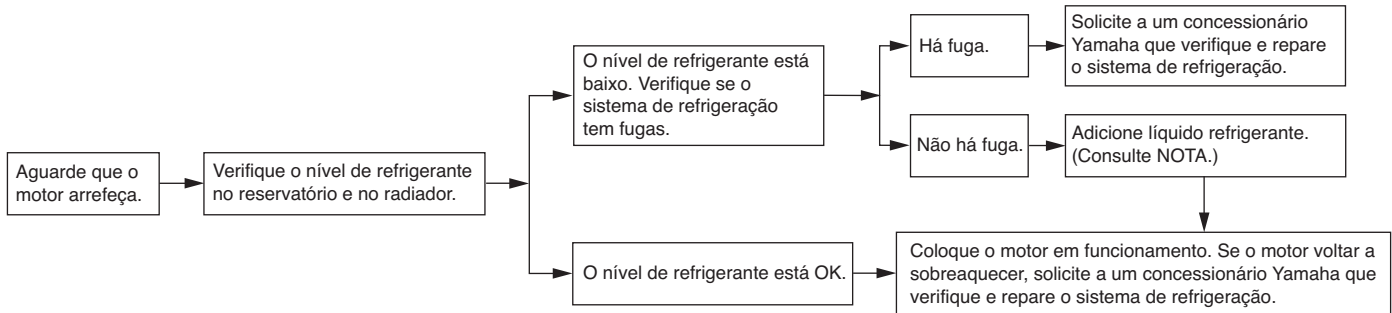 Aguarde que o
motor arrefeça.
Verifique o nível de refrigerante
no reservatório e no radiador.
O nível de refrigerante está
baixo. Verifique se o
sistema de refrigeração
tem fugas.
Há fuga.
Solicite a um concessionário
Yamaha que verifique e repare
o sistema de refrigeração.
Não há fuga.
Adicione líquido refrigerante.
(Consulte NOTA.)
O nível de refrigerante está OK.
Coloque o motor em funcionamento. Se o motor voltar a
sobreaquecer, solicite a um concessionário Yamaha que
verifique e repare o sistema de refrigeração.